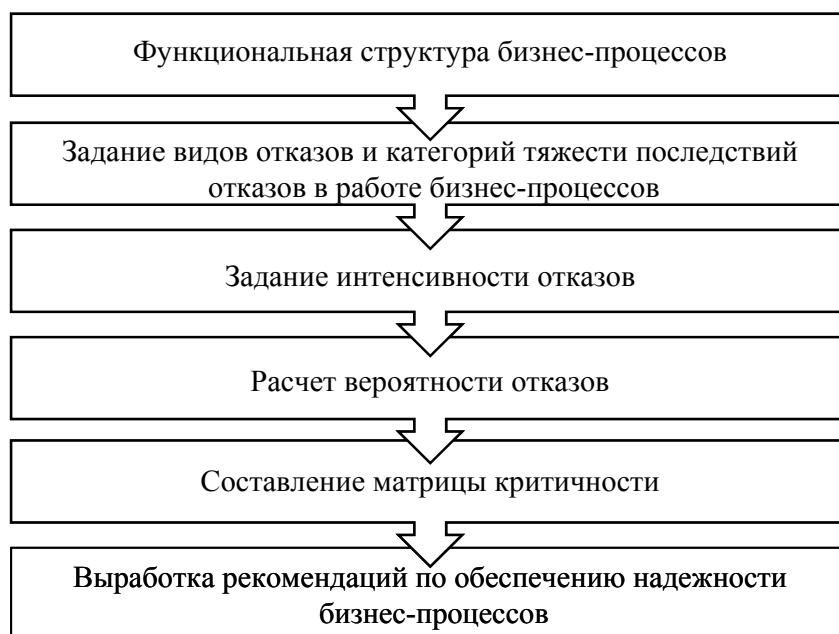 Функциональная структура бизнес-процессов
Задание видов отказов и категорий тяжести последствий
отказов в работе бизнес-процессов
Задание интенсивности отказов
Расчет вероятности отказов
Составление матрицы критичности
Выработка рекомендаций по обеспечению надежности
бизнес-процессов